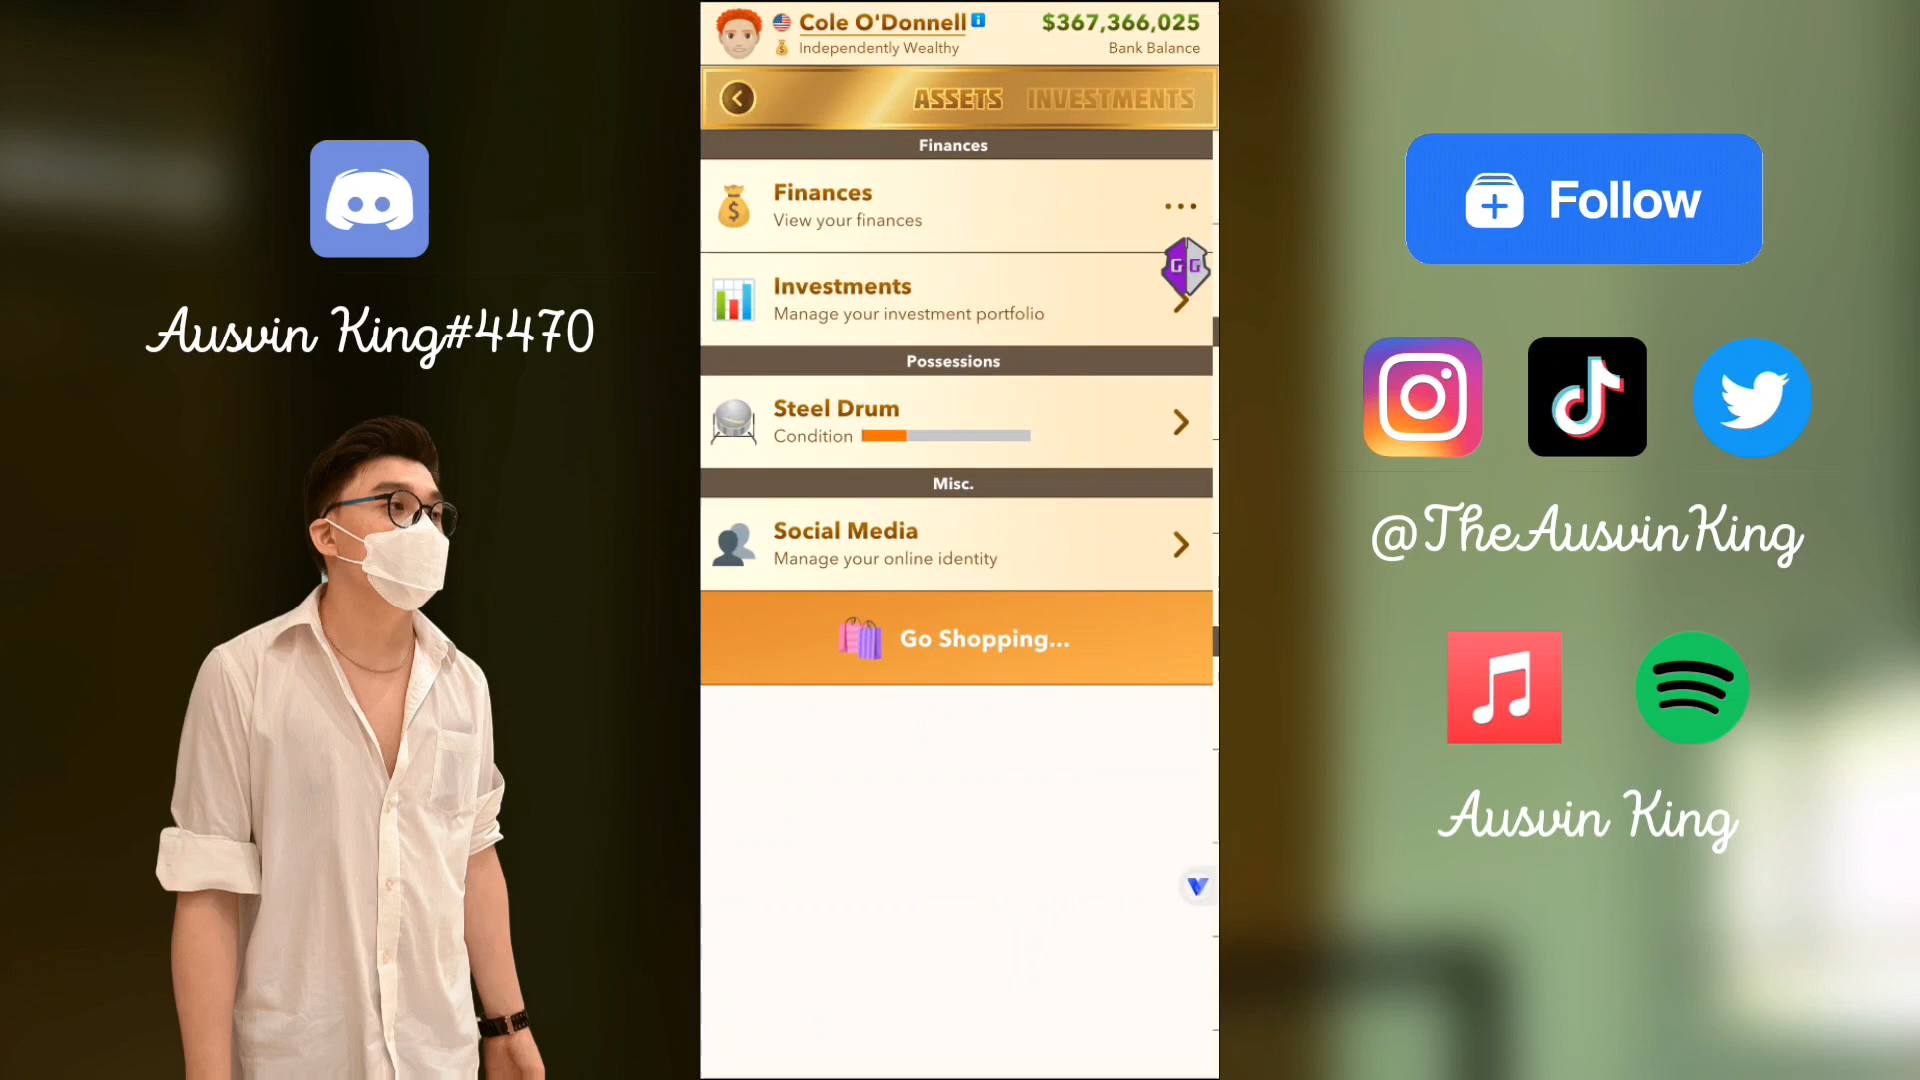 Ausvin King#4470
Cole O'Donnell
Independently Wealthy
$367,366,025
Bank Balance
ASSETS
INVESTMENTS
Finances
Finances
View your finances
Investments
Manage your investment portfolio
GG
Possessions
Steel Drum
Condition
Misc.
Social Media
Manage your online identity
Go Shopping...
Follow
@TheAusvinKing
Ausvin King